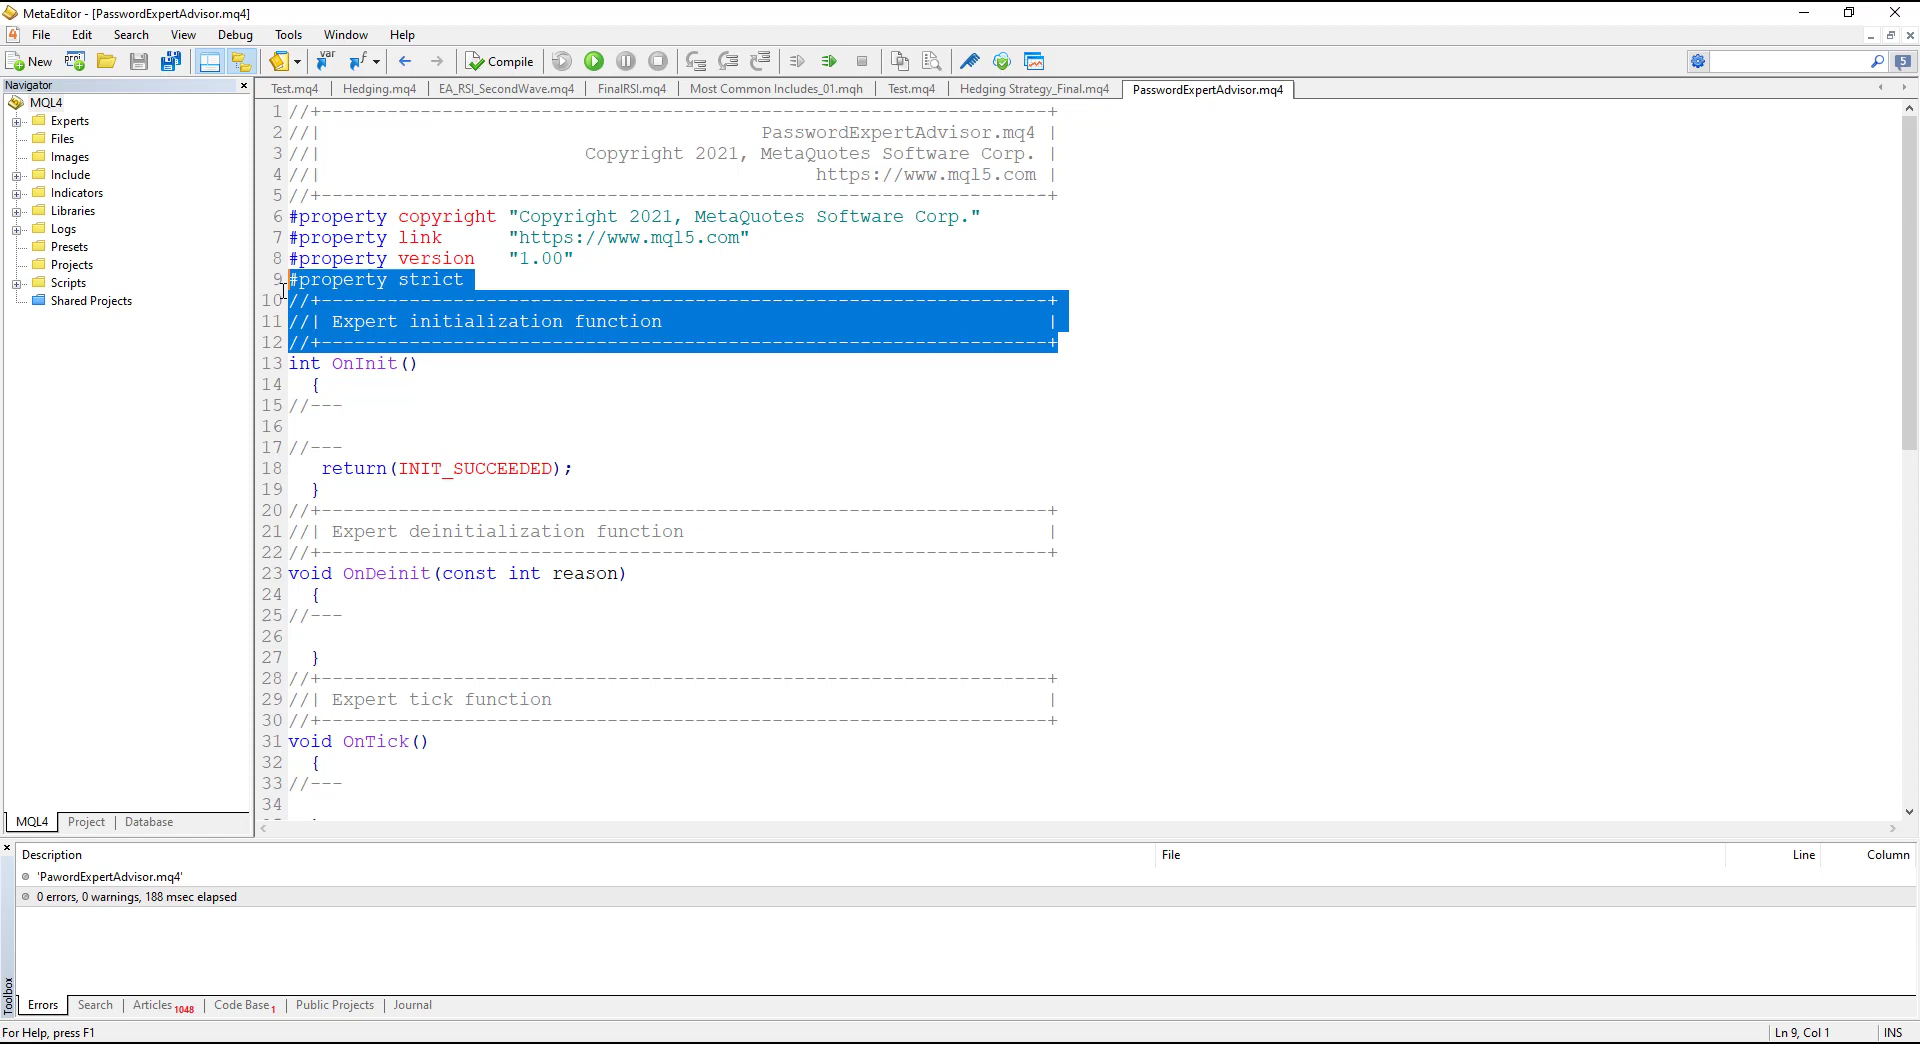 MetaEditor - [PasswordExpertAdvisor.mq4]
File Edit Search View Debug Tools Window Help
New Compile 5
Navigator
MQL4
Experts
Files
Images
Include
Indicators
Libraries
Logs
Presets
Projects
Scripts
Shared Projects
MQL4 Project Database
Test.mq4 Hedging.mq4 EA_RSI_SecondWave.mq4 FinalRSI.mq4 Most Common Includes_01.mqh Test.mq4 Hedging Strategy_Final.mq4 PasswordExpertAdvisor.mq4
1 //+------------------------------------------------------------------+
2 //| PasswordExpertAdvisor.mq4 |
3 //| Copyright 2021, MetaQuotes Software Corp. |
4 //| https://www.mql5.com |
5 //+------------------------------------------------------------------+
6 #property copyright "Copyright 2021, MetaQuotes Software Corp."
7 #property link "https://www.mql5.com"
8 #property version "1.00"
9 #property strict
10 //+------------------------------------------------------------------+
11 //| Expert initialization function |
12 //+------------------------------------------------------------------+
13 int OnInit()
14 {
15 //---
16
17 //---
18 return(INIT_SUCCEEDED);
19 }
20 //+------------------------------------------------------------------+
21 //| Expert deinitialization function |
22 //+------------------------------------------------------------------+
23 void OnDeinit(const int reason)
24 {
25 //---
26
27 }
28 //+------------------------------------------------------------------+
29 //| Expert tick function |
30 //+------------------------------------------------------------------+
31 void OnTick()
32 {
33 //---
34
Description File Line Column
'PawordExpertAdvisor.mq4'
0 errors, 0 warnings, 188 msec elapsed
Toolbox
Errors Search Articles 1048 Code Base 1 Public Projects Journal
For Help, press F1 Ln 9, Col 1 INS